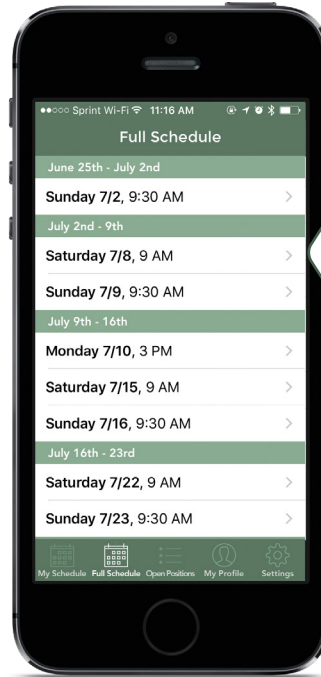 Sprint Wi-Fi 11:16 AM
Full Schedule
June 25th - July 2nd
Sunday 7/2, 9:30 AM
July 2nd - 9th
Saturday 7/8, 9 AM
Sunday 7/9, 9:30 AM
July 9th - 16th
Monday 7/10, 3 PM
Saturday 7/15, 9 AM
Sunday 7/16, 9:30 AM
July 16th - 23rd
Saturday 7/22, 9 AM
Sunday 7/23, 9:30 AM
My Schedule Full Schedule Open Positions My Profile Settings